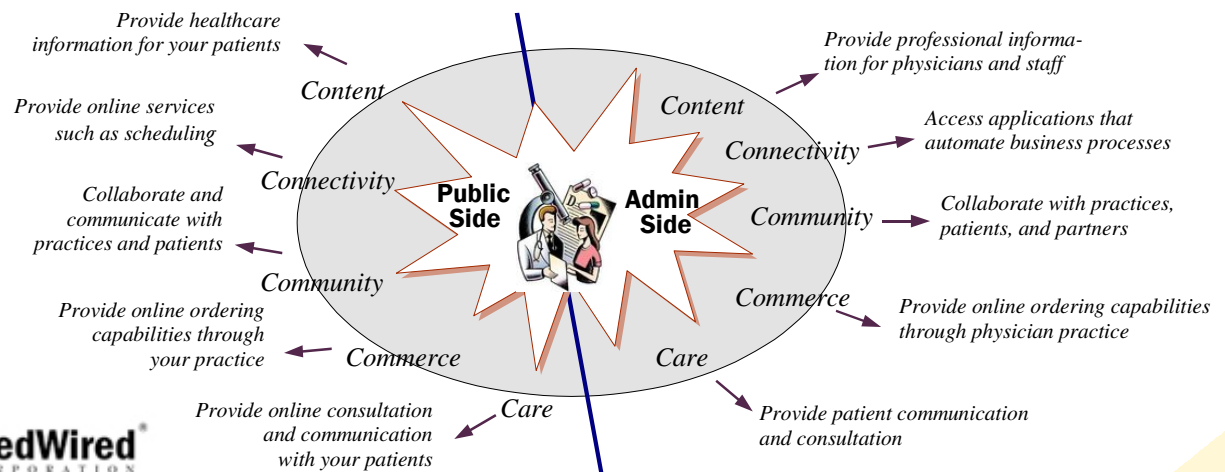 Provide healthcare
information for your patients
Content
Provide online services
such as scheduling
Connectivity
Collaborate and
communicate with
practices and patients
Community
Provide online ordering
capabilities through
your practice
Commerce
Provide online consultation
and communication
with your patients
Care
Public
Side
Admin
Side
Provide professional informa-
tion for physicians and staff
Content
Access applications that
automate business processes
Connectivity
Collaborate with practices,
patients, and partners
Community
Provide online ordering capabilities
through physician practice
Commerce
Provide patient communication
and consultation
Care
edWired®